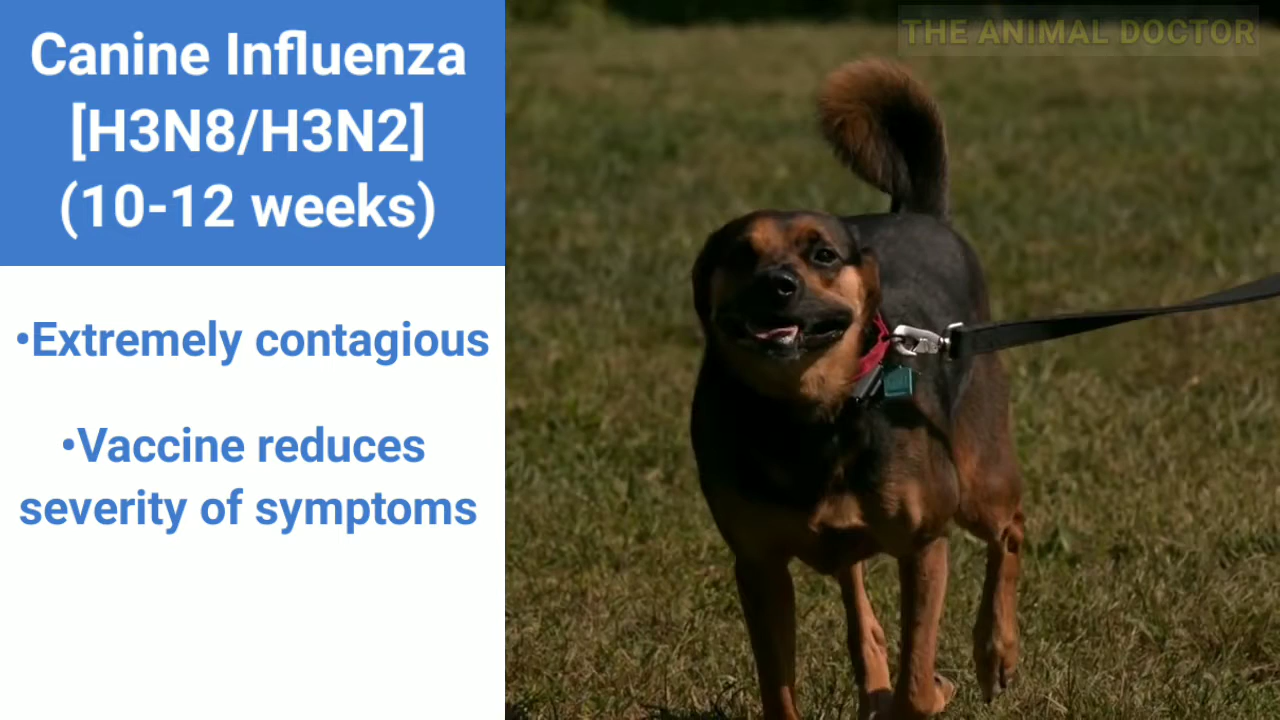 Canine Influenza
[H3N8/H3N2]
(10-12 weeks)
•Extremely contagious
•Vaccine reduces
severity of symptoms
THE ANIMAL DOCTOR